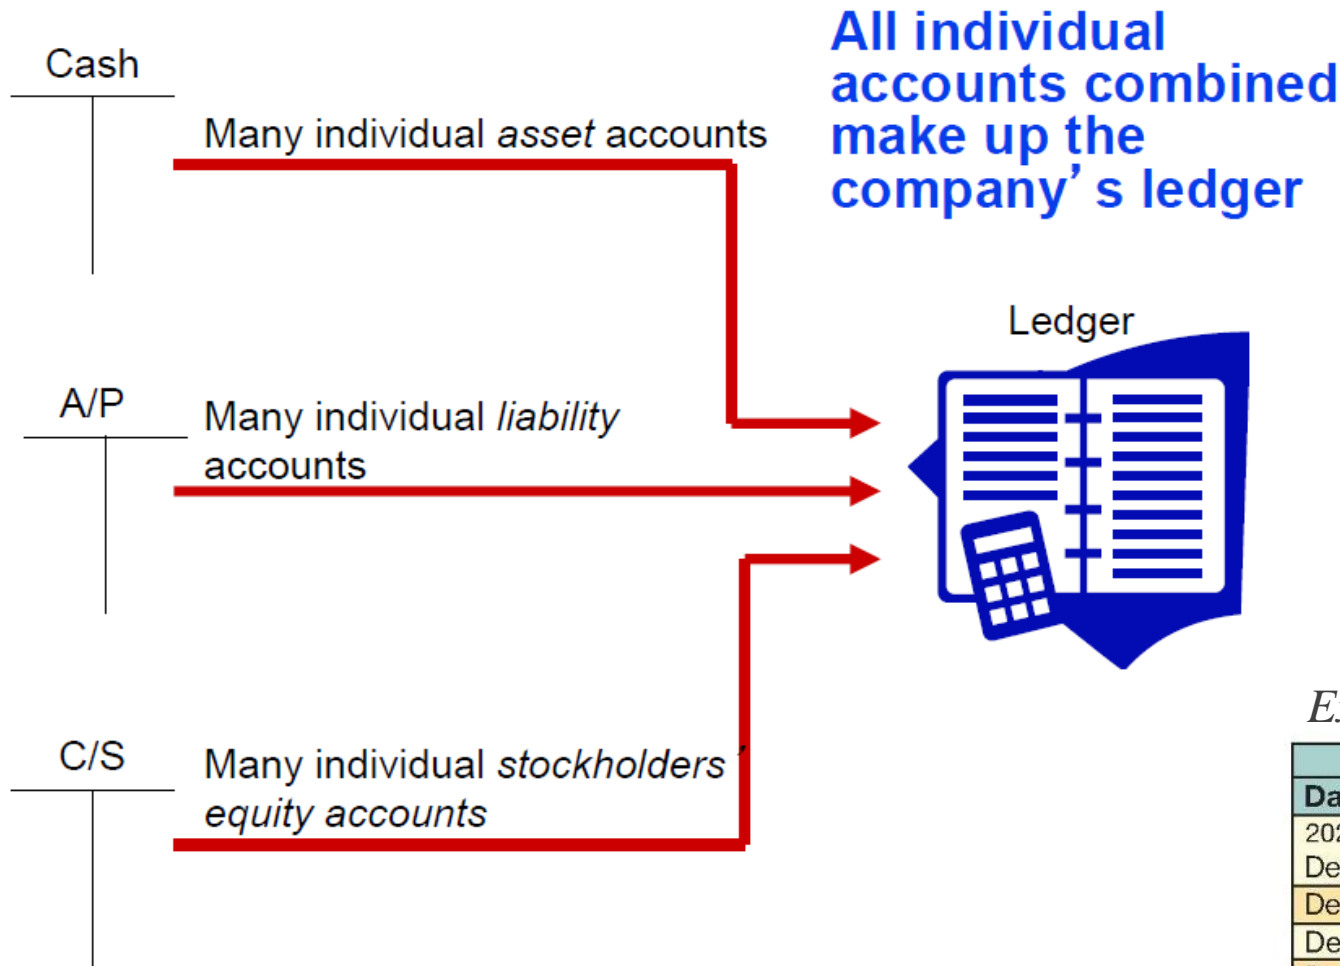 Cash
All individual
accounts combined
make up the
company’s ledger
Many individual asset accounts
Ledger
A/P
Many individual liability
accounts
C/S
Many individual stockholders’
equity accounts